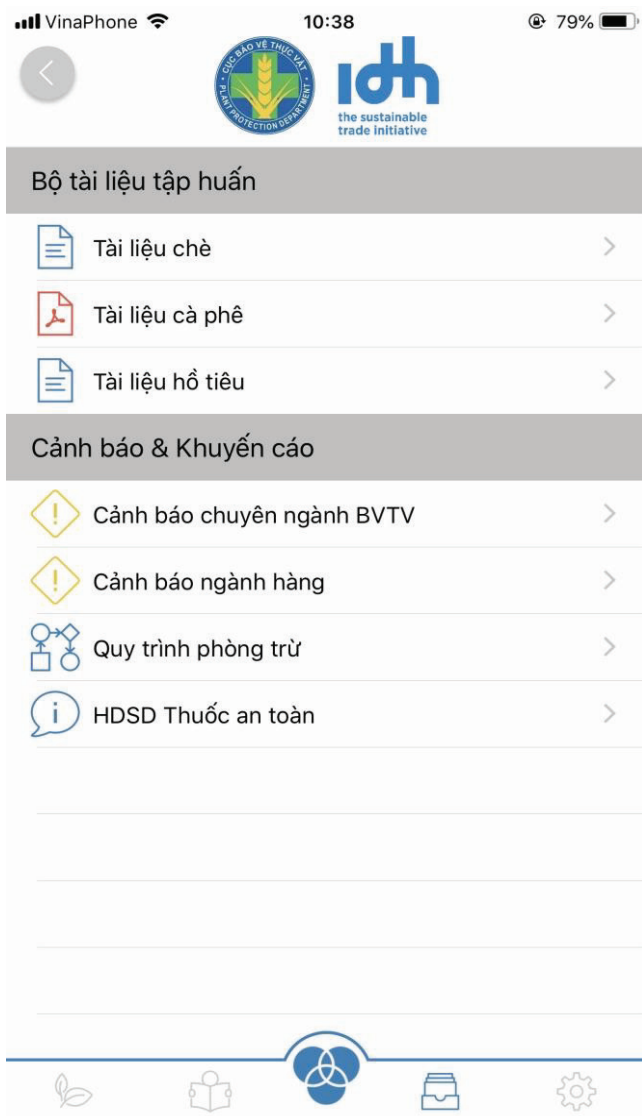 VinaPhone 10:38 79%
CỤC BẢO VỆ THỰC VẬT
PLANT PROTECTION DEPARTMENT
idh
the sustainable
trade initiative
Bộ tài liệu tập huấn
Tài liệu chè
Tài liệu cà phê
Tài liệu hồ tiêu
Cảnh báo & Khuyến cáo
Cảnh báo chuyên ngành BVTV
Cảnh báo ngành hàng
Quy trình phòng trừ
HDSD Thuốc an toàn